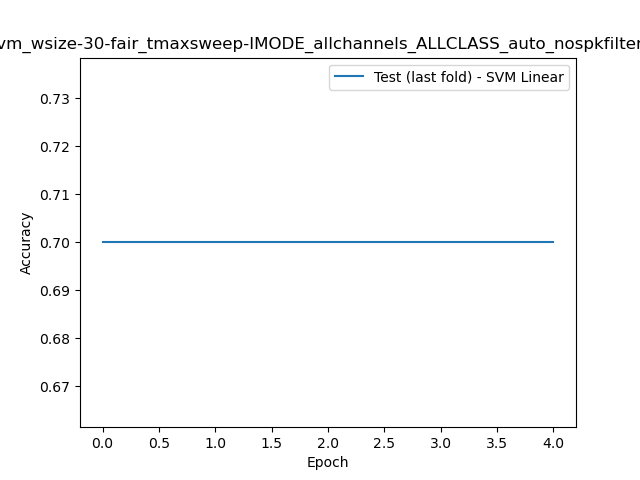 vm_wsize-30-fair_tmaxsweep-IMODE_allchannels_ALLCLASS_auto_nospkfilter
Test (last fold) - SVM Linear
Accuracy
0.73
0.72
0.71
0.70
0.69
0.68
0.67
0.0 0.5 1.0 1.5 2.0 2.5 3.0 3.5 4.0
Epoch